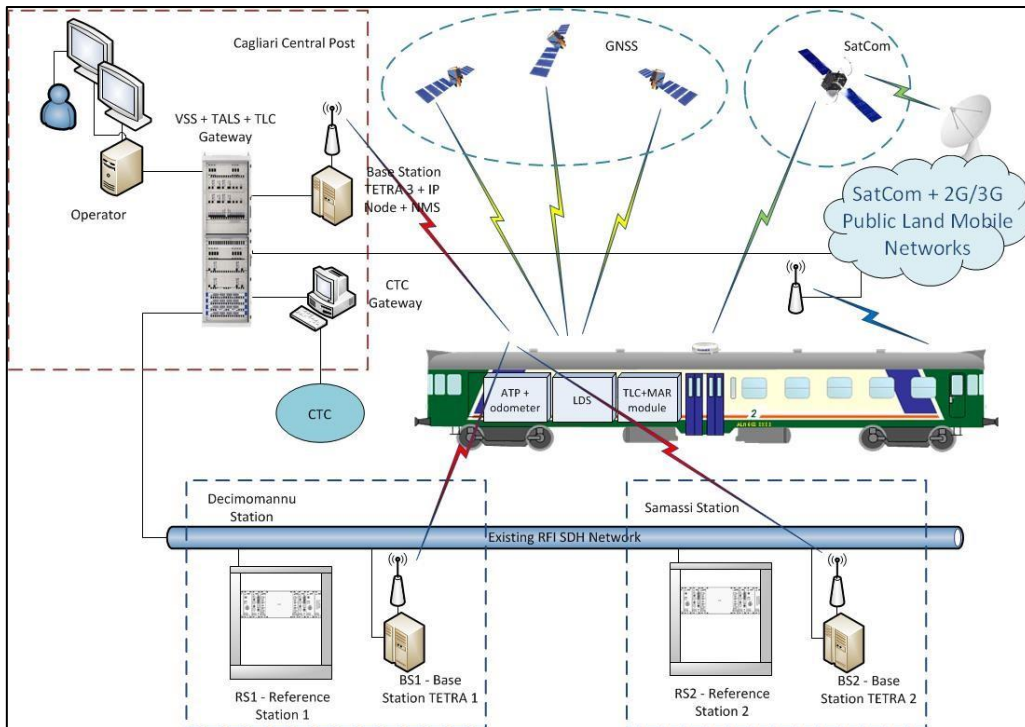 Cagliari Central Post
GNSS
SatCom
VSS + TALS + TLC
Gateway
Operator
Base Station
TETRA 3 + IP
Node + NMS
CTC
Gateway
CTC
SatCom + 2G/3G
Public Land Mobile
Networks
ATP +
odometer
LDS
TLC+MAR
module
2
Decimomannu
Station
Samassi Station
Existing RFI SDH Network
RS1 - Reference
Station 1
BS1 - Base
Station TETRA 1
RS2 - Reference
Station 2
BS2 - Base
Station TETRA 2